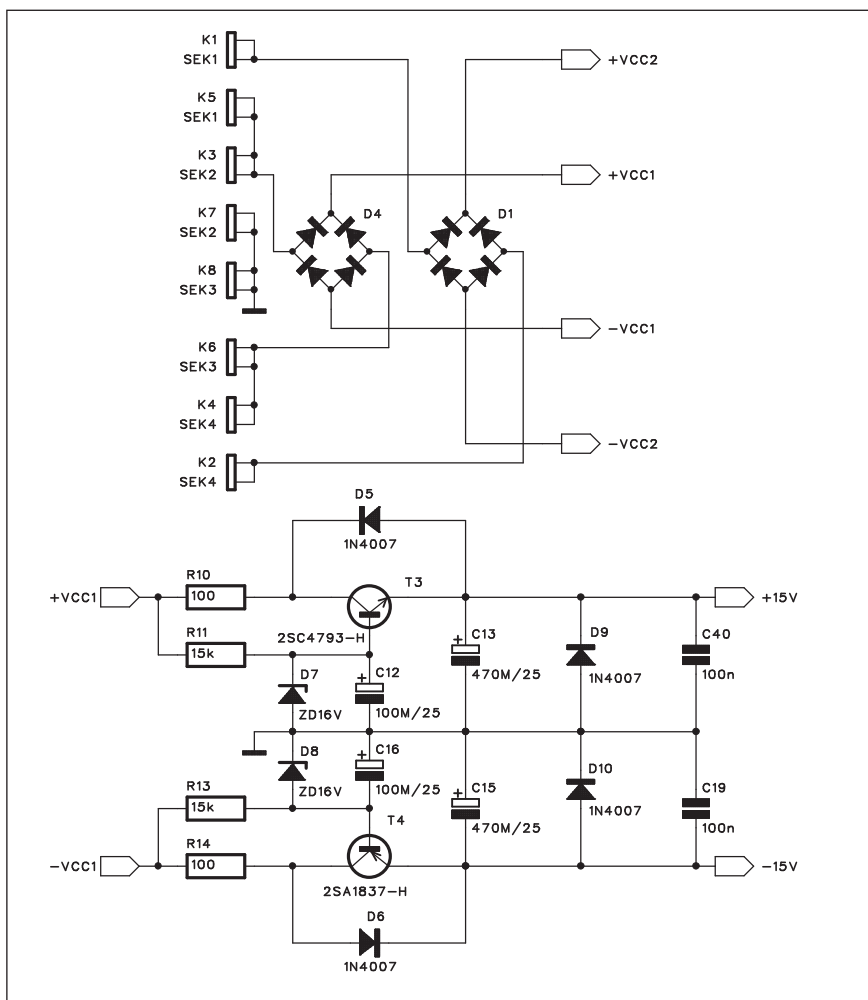 K1
SEK1
+VCC2
K5
SEK1
K3
SEK2
+VCC1
K7
SEK2
D4
D1
K8
SEK3
K6
SEK3
-VCC1
K4
SEK4
-VCC2
K2
SEK4
D5
1N4007
R10
T3
+VCC1
100
+15V
R11
2SC4793-H
15k
C13
D9
C40
D7
C12
470M/25
1N4007
100n
ZD16V
100M/25
D8
C16
R13
ZD16V
100M/25
C15
D10
C19
15k
T4
1N4007
470M/25
100n
R14
-VCC1
100
-15V
2SA1837-H
D6
1N4007